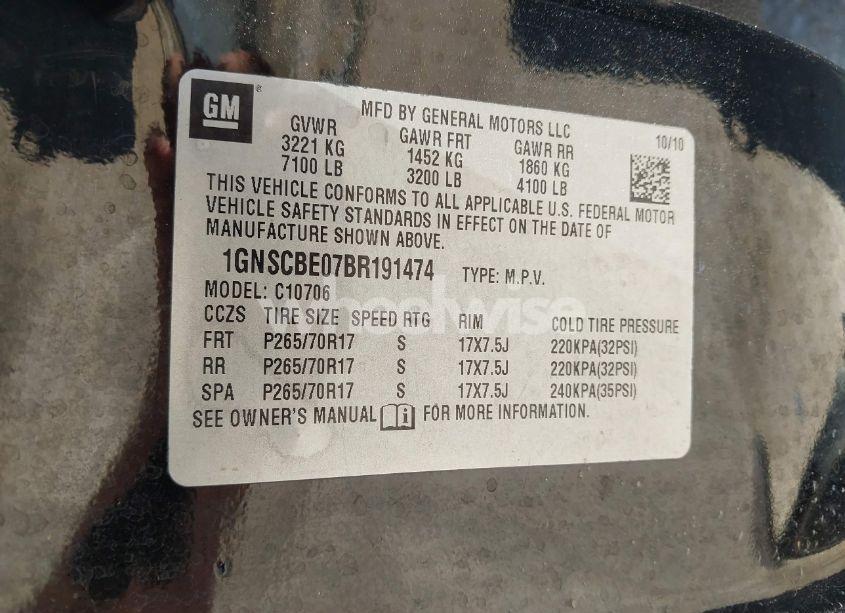 GM ®
MFD BY GENERAL MOTORS LLC 10/10
GVWR GAWR FRT GAWR RR
3221 KG 1452 KG 1860 KG
7100 LB 3200 LB 4100 LB
THIS VEHICLE CONFORMS TO ALL APPLICABLE U.S. FEDERAL MOTOR
VEHICLE SAFETY STANDARDS IN EFFECT ON THE DATE OF
MANUFACTURE SHOWN ABOVE.
1GNSCBE07BR191474 TYPE: M.P.V.
MODEL: C10706
wheelwise
CCZS TIRE SIZE SPEED RTG RIM COLD TIRE PRESSURE
FRT P265/70R17 S 17X7.5J 220KPA(32PSI)
RR P265/70R17 S 17X7.5J 220KPA(32PSI)
SPA P265/70R17 S 17X7.5J 240KPA(35PSI)
SEE OWNER'S MANUAL i FOR MORE INFORMATION.